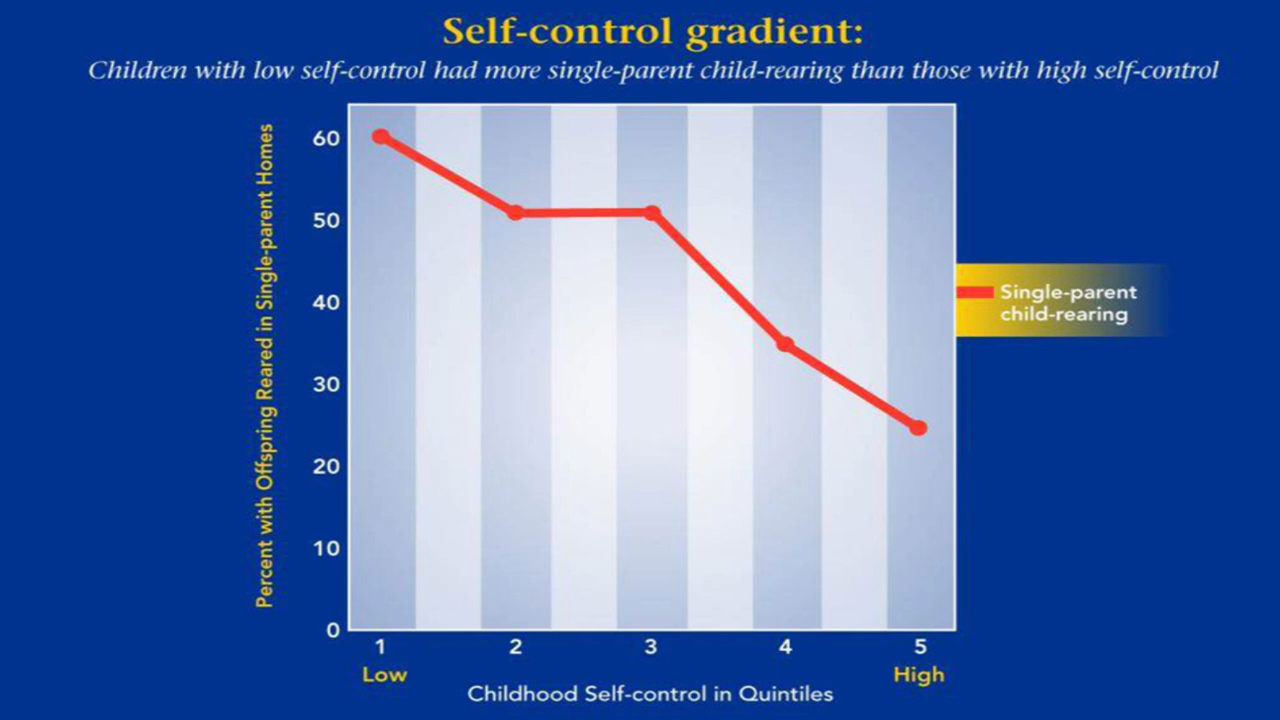 Self-control gradient:
Children with low self-control had more single-parent child-rearing than those with high self-control
Percent with Offspring Reared in Single-parent Homes
60
50
40
30
20
10
0
Single-parent
child-rearing
1 2 3 4 5
Low High
Childhood Self-control in Quintiles